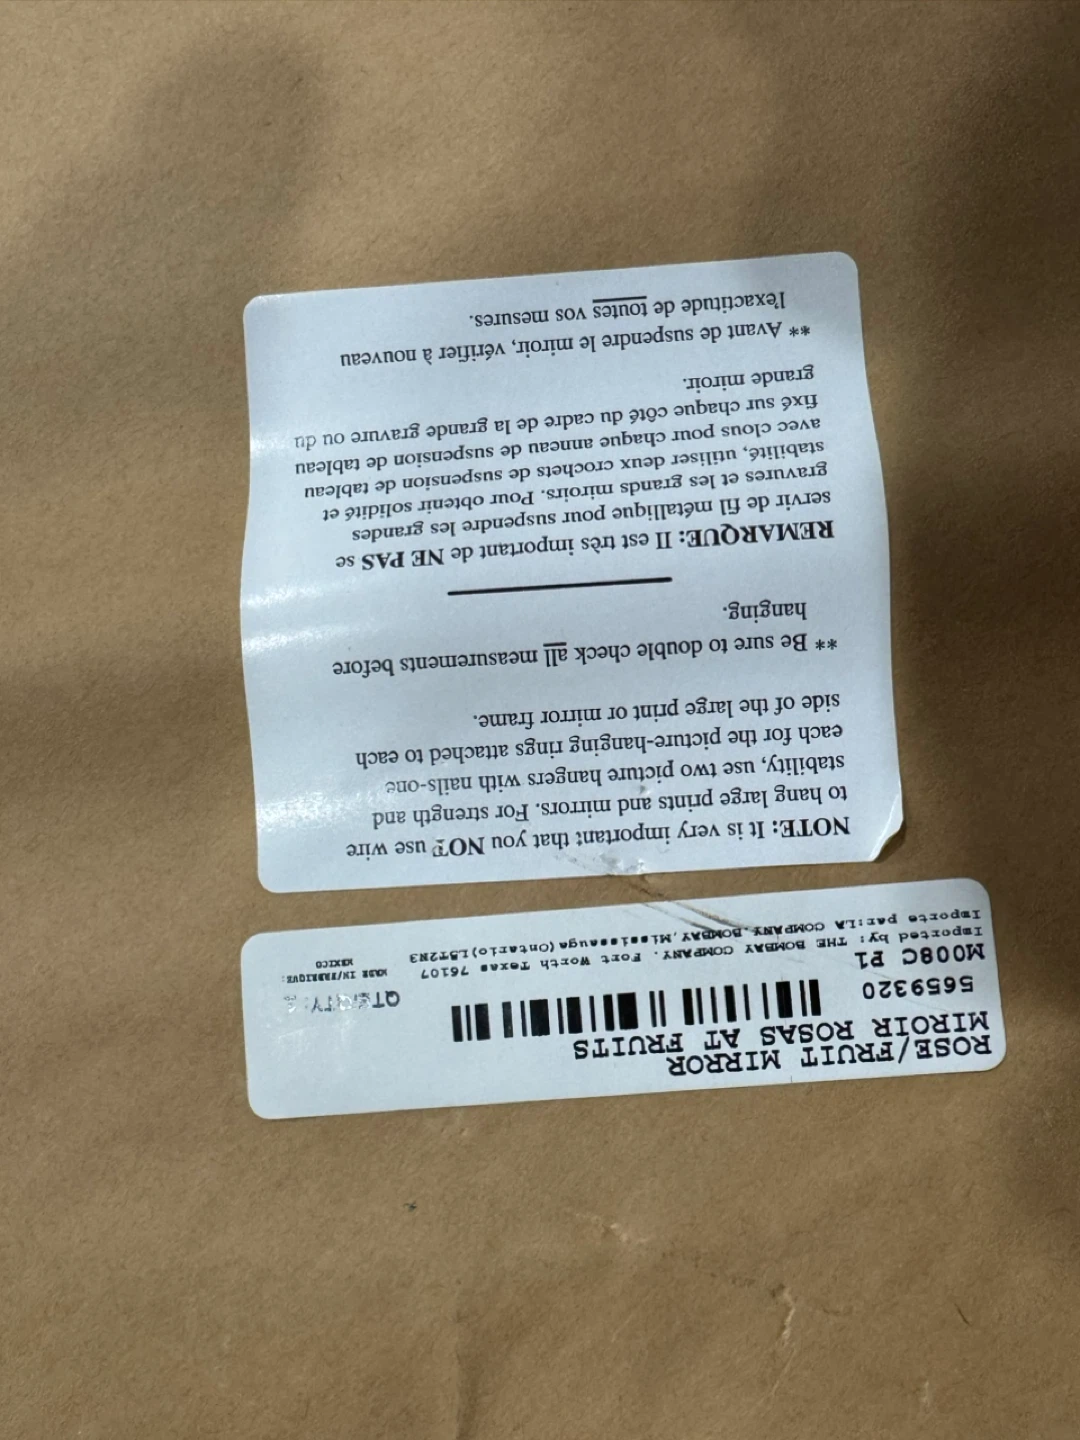 ROSE/FRUIT MIRROR
MIROIR ROSAS AT FRUITS
5659320
M008C P1
QTE/QTY:
Imported by: THE BOMBAY COMPANY. Fort Worth Texas 76107
Importe par:LA COMPANY.BOMBAY,Mississauga(Ontario)L5T2N3
MADE IN/FABRIQUE:
MEXICO
NOTE: It is very important that you NOT use wire
to hang large prints and mirrors. For strength and
stability, use two picture hangers with nails-one
each for the picture-hanging rings attached to each
side of the large print or mirror frame.
** Be sure to double check all measurements before
hanging.
REMARQUE: Il est très important de NE PAS se
servir de fil métallique pour suspendre les grandes
gravures et les grands miroirs. Pour obtenir solidité et
stabilité, utiliser deux crochets de suspension de tableau
avec clous pour chaque anneau de suspension de tableau
fixé sur chaque côté du cadre de la grande gravure ou du
grande miroir.
** Avant de suspendre le miroir, vérifier à nouveau
l'exactitude de toutes vos mesures.